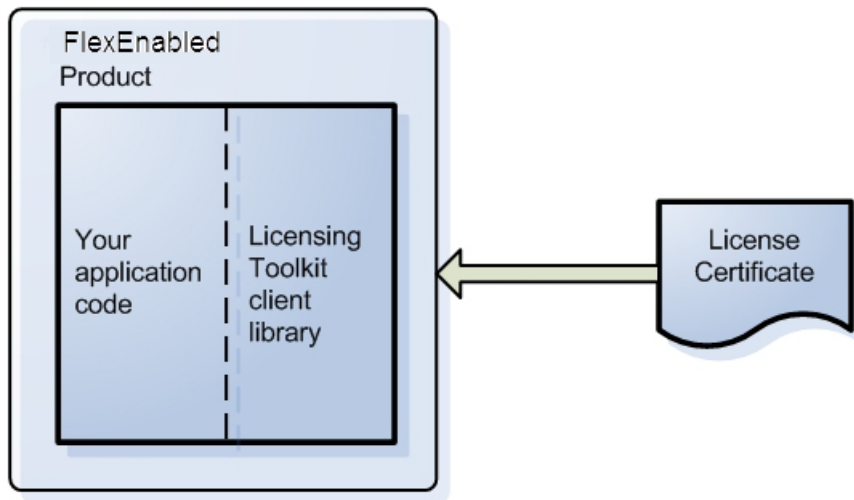 FlexEnabled
Product
Your
application
code
Licensing
Toolkit
client
library
License
Certificate